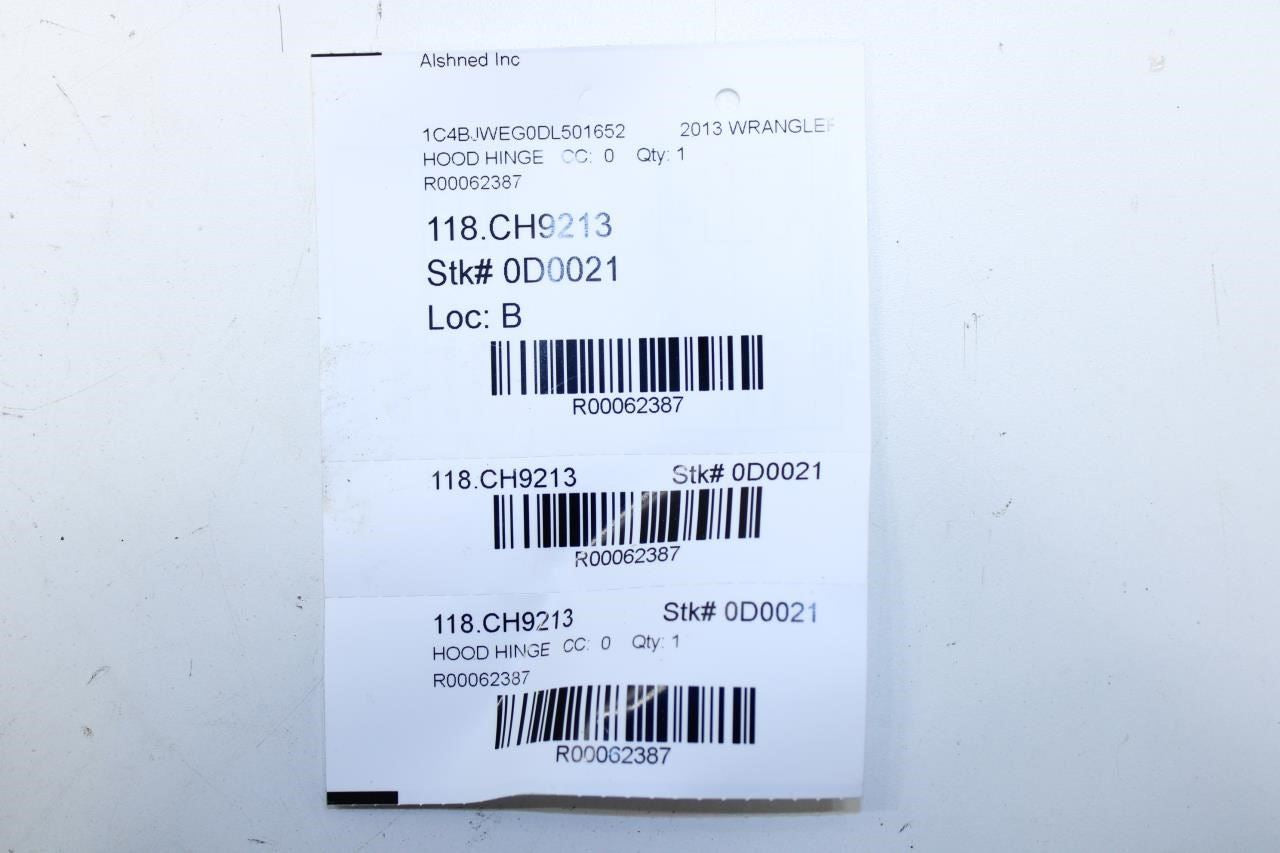 Alshned Inc
1C4BJWEG0DL501652 2013 WRANGLER
HOOD HINGE CC: 0 Qty: 1
R00062387
118.CH9213
Stk# 0D0021
Loc: B
R00062387
118.CH9213 Stk# 0D0021
R00062387
118.CH9213 Stk# 0D0021
HOOD HINGE CC: 0 Qty: 1
R00062387
R00062387